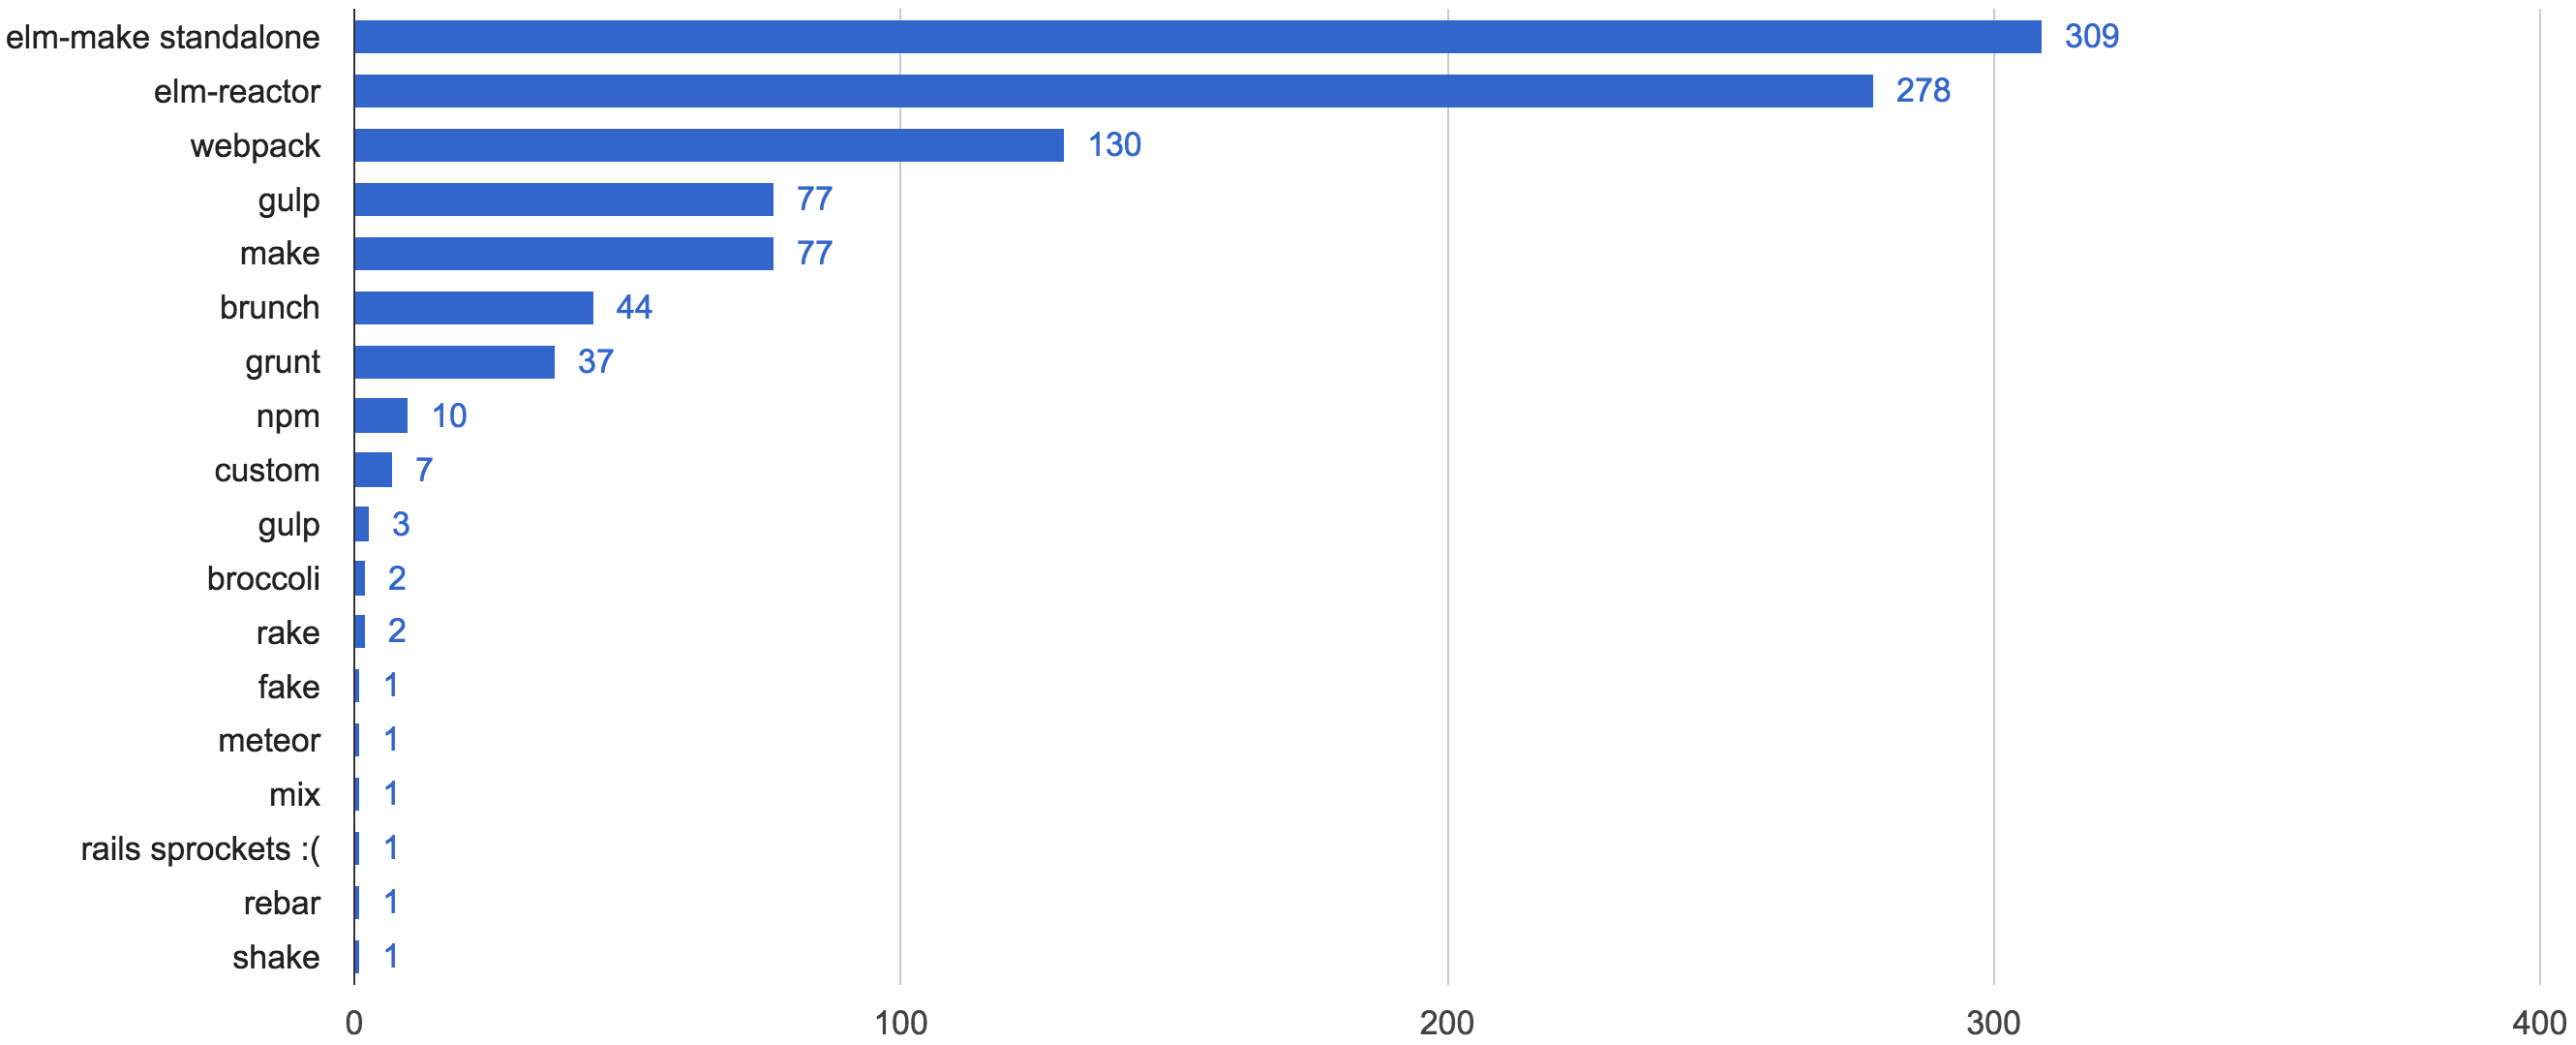 elm-make standalone 309
elm-reactor 278
webpack 130
gulp 77
make 77
brunch 44
grunt 37
npm 10
custom 7
gulp 3
broccoli 2
rake 2
fake 1
meteor 1
mix 1
rails sprockets :( 1
rebar 1
shake 1
0 100 200 300 400